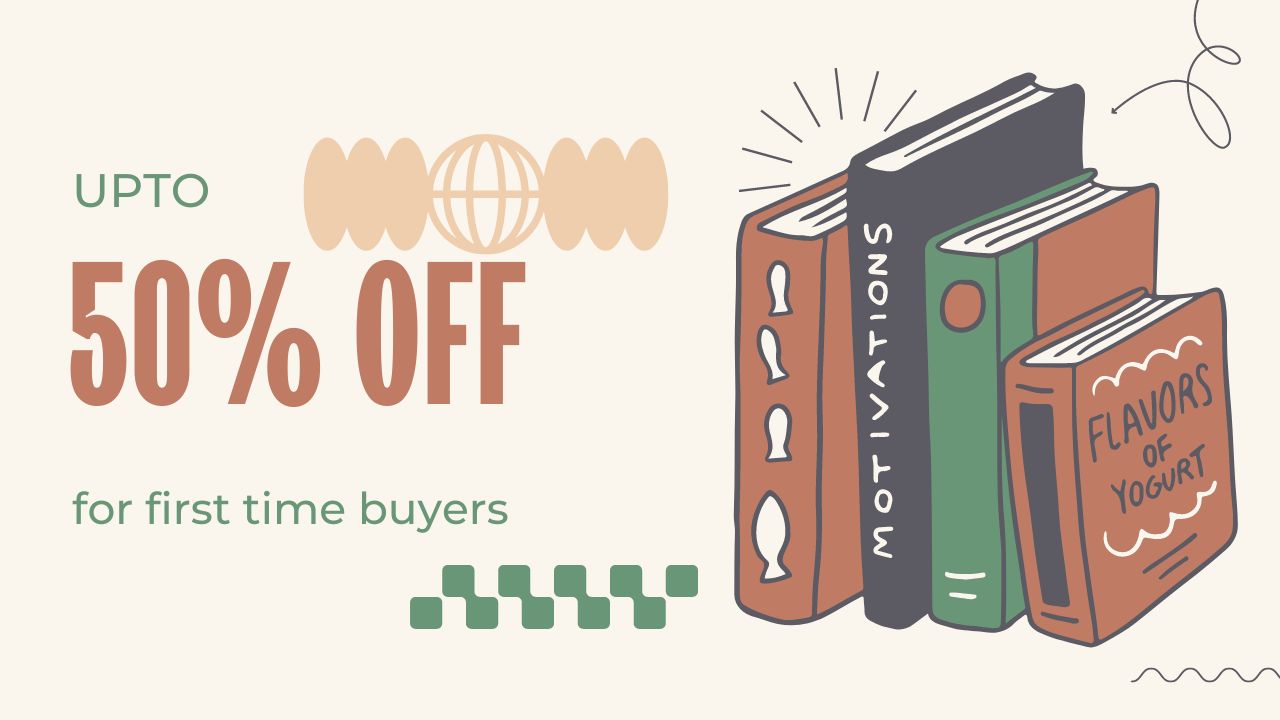 UPTO
50% OFF
for first time buyers
MOTIVATIONS
FLAVORS
OF
YOGURT